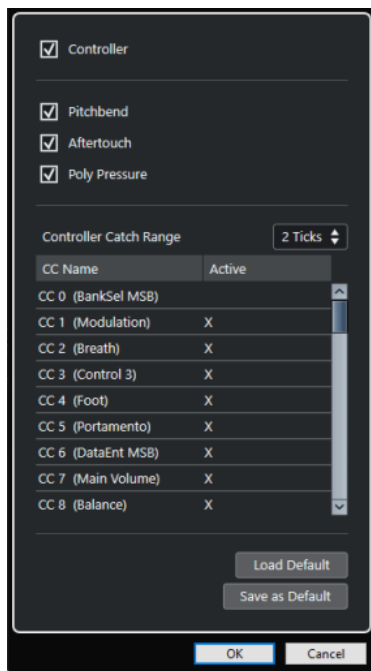 Controller
Pitchbend
Aftertouch
Poly Pressure
Controller Catch Range 2 Ticks
CC Name Active
CC 0 (BankSel MSB)
CC 1 (Modulation) X
CC 2 (Breath) X
CC 3 (Control 3) X
CC 4 (Foot) X
CC 5 (Portamento) X
CC 6 (DataEnt MSB) X
CC 7 (Main Volume) X
CC 8 (Balance) X
Load Default
Save as Default
OK Cancel